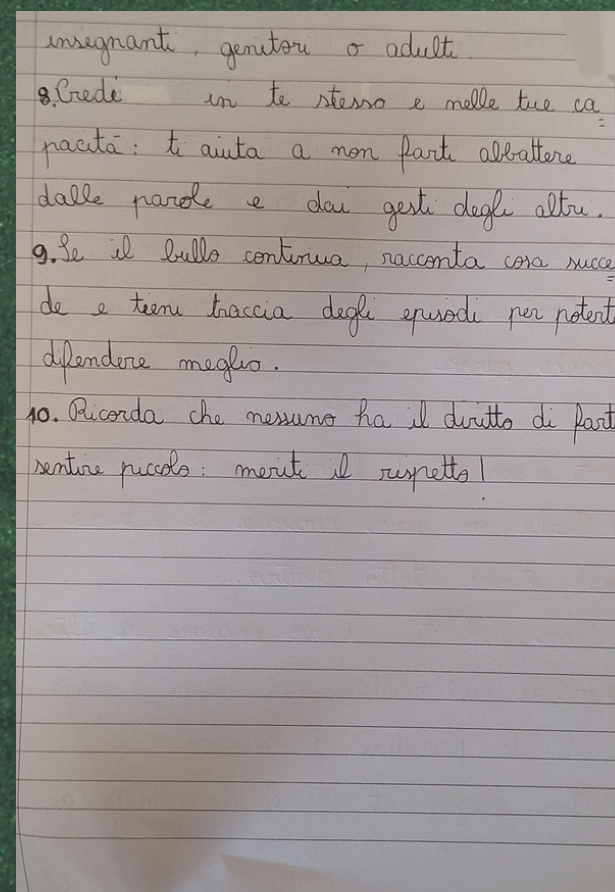 insegnanti, genitori o adulti.
8. Credi in te stesso e nelle tue ca=
pacità: ti aiuta a non farti abbattere
dalle parole e dai gesti degli altri.
9. Se il bullo continua, racconta cosa succe=
de e tieni traccia degli episodi per poterti
difendere meglio.
10. Ricorda che nessuno ha il diritto di farti
sentire piccolo: meriti il rispetto!